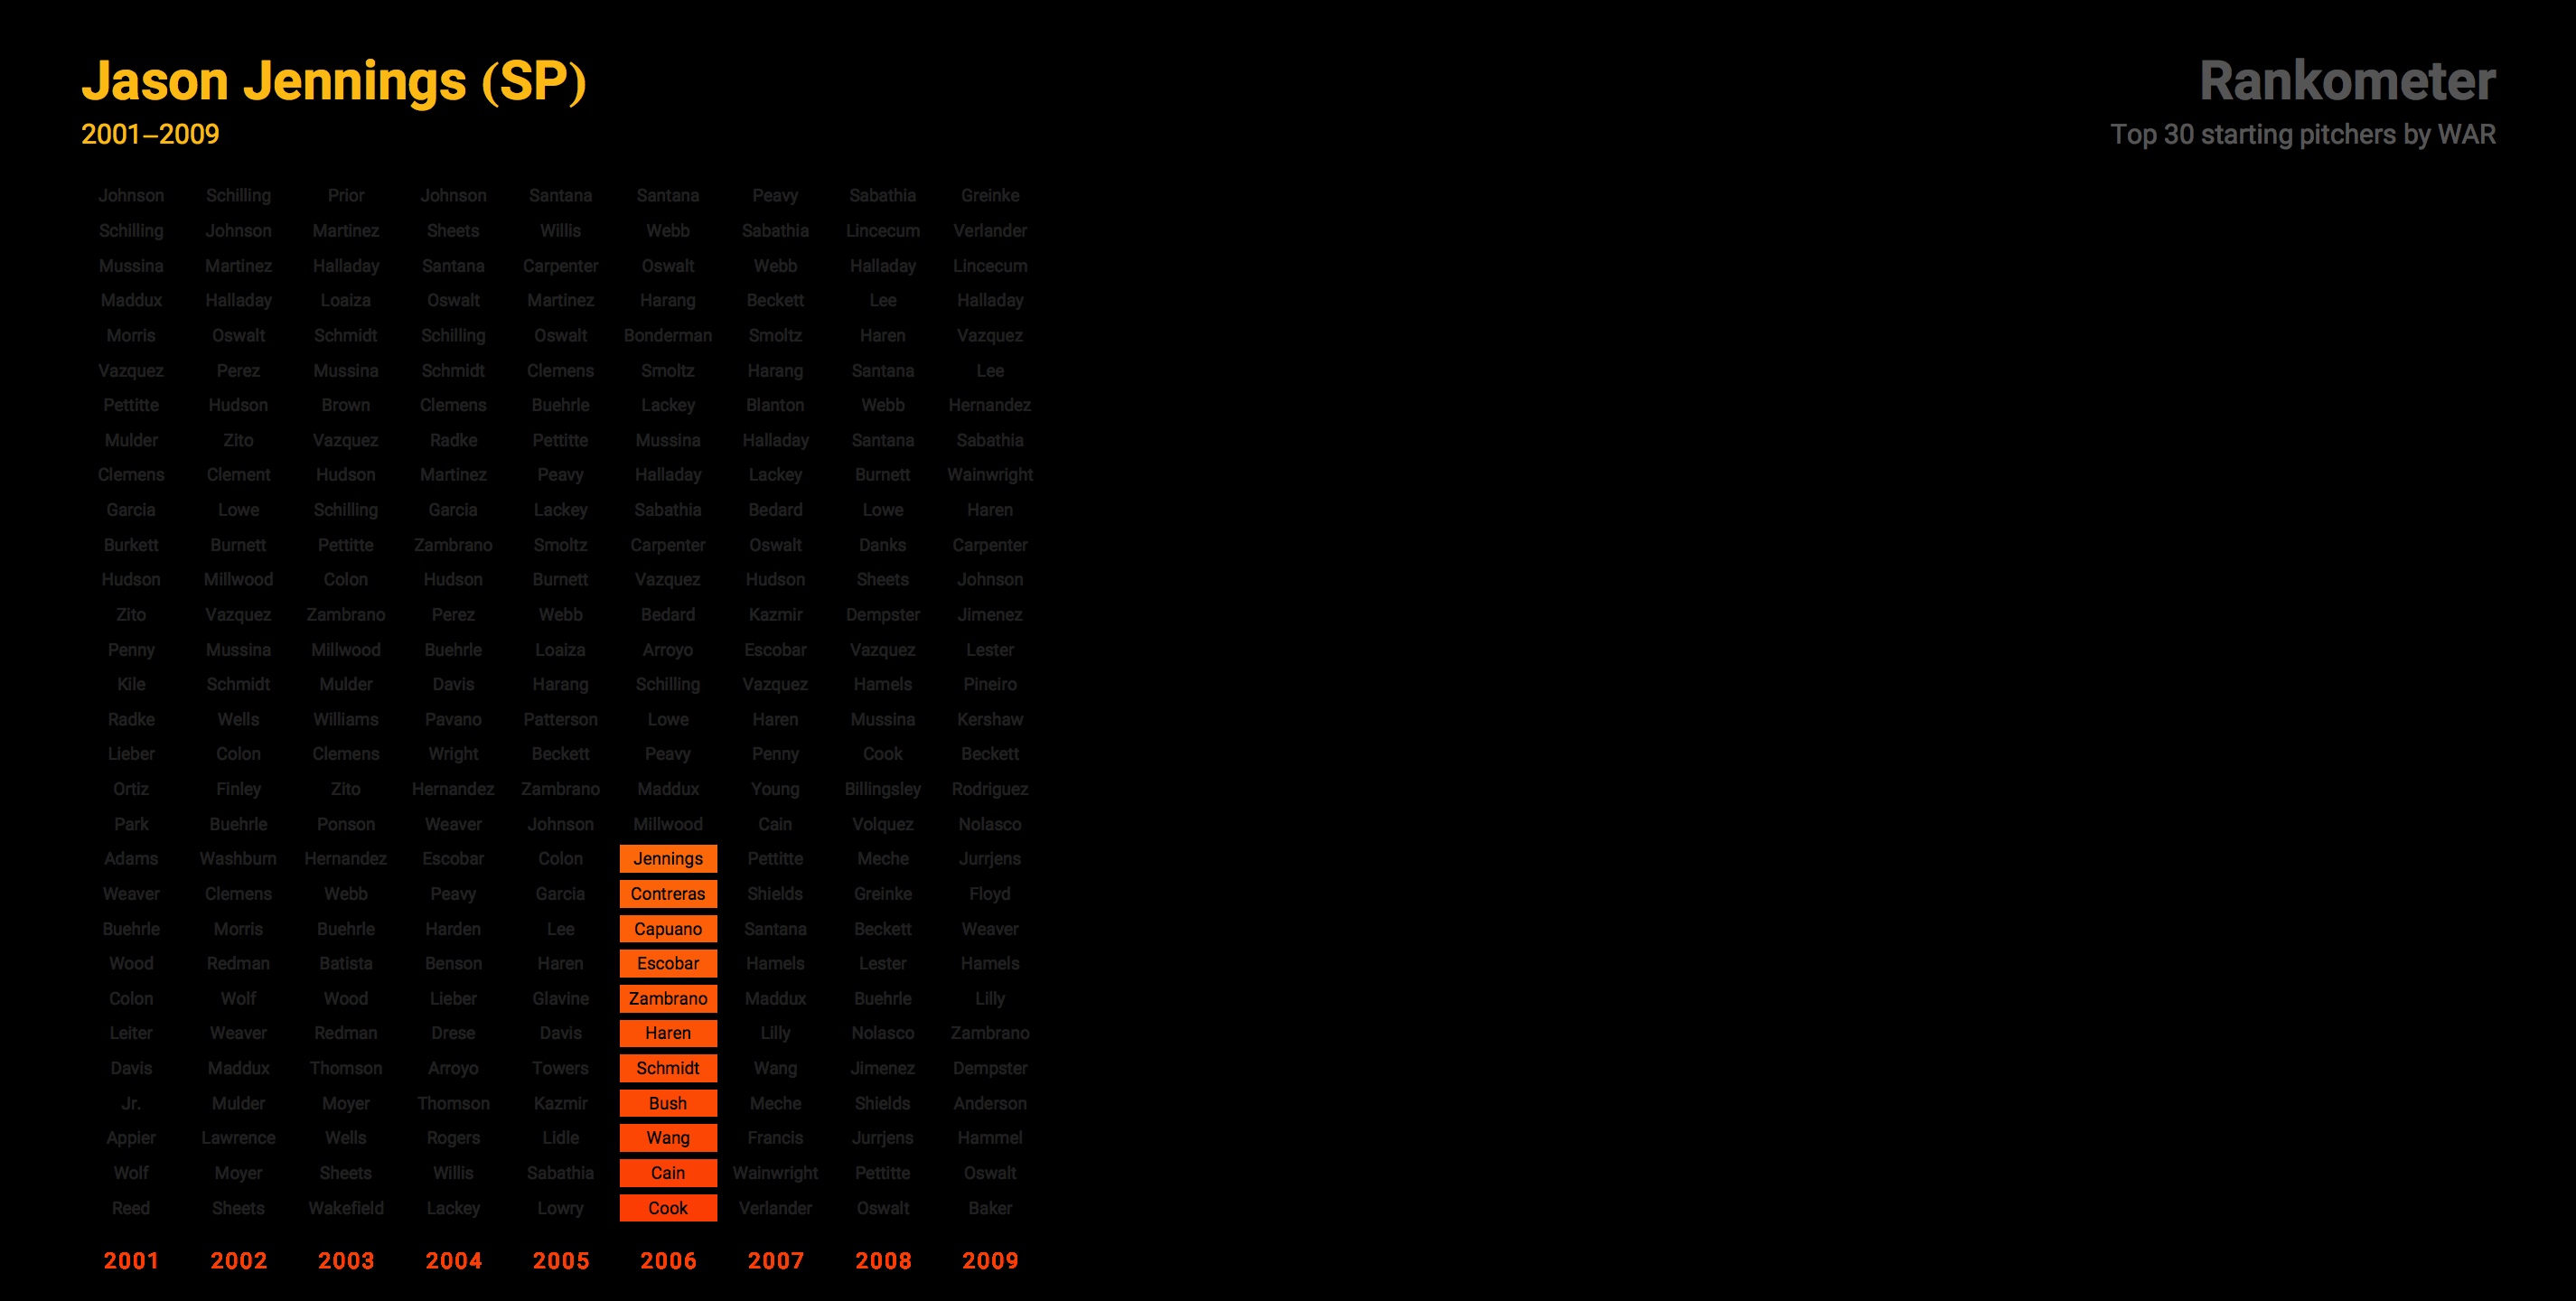 Jason Jennings (SP)
2001–2009
Rankometer
Top 30 starting pitchers by WAR
Johnson Schilling Prior Johnson Santana Santana Peavy Sabathia Greinke
Schilling Johnson Martinez Sheets Willis Webb Sabathia Lincecum Verlander
Mussina Martinez Halladay Santana Carpenter Oswalt Webb Halladay Lincecum
Maddux Halladay Loaiza Oswalt Martinez Harang Beckett Lee Halladay
Morris Oswalt Schmidt Schilling Oswalt Bonderman Smoltz Haren Vazquez
Vazquez Perez Mussina Schmidt Clemens Smoltz Harang Santana Lee
Pettitte Hudson Brown Clemens Buehrle Lackey Blanton Webb Hernandez
Mulder Zito Vazquez Radke Pettitte Mussina Halladay Santana Sabathia
Clemens Clement Hudson Martinez Peavy Halladay Lackey Burnett Wainwright
Garcia Lowe Schilling Garcia Lackey Sabathia Bedard Lowe Haren
Burkett Burnett Pettitte Zambrano Smoltz Carpenter Oswalt Danks Carpenter
Hudson Millwood Colon Hudson Burnett Vazquez Hudson Sheets Johnson
Zito Vazquez Zambrano Perez Webb Bedard Kazmir Dempster Jimenez
Penny Mussina Millwood Buehrle Loaiza Arroyo Escobar Vazquez Lester
Kile Schmidt Mulder Davis Harang Schilling Vazquez Hamels Pineiro
Radke Wells Williams Pavano Patterson Lowe Haren Mussina Kershaw
Lieber Colon Clemens Wright Beckett Peavy Penny Cook Beckett
Ortiz Finley Zito Hernandez Zambrano Maddux Young Billingsley Rodriguez
Park Buehrle Ponson Weaver Johnson Millwood Cain Volquez Nolasco
Adams Washburn Hernandez Escobar Colon Jennings Pettitte Meche Jurrjens
Weaver Clemens Webb Peavy Garcia Contreras Shields Greinke Floyd
Buehrle Morris Buehrle Harden Lee Capuano Santana Beckett Weaver
Wood Redman Batista Benson Haren Escobar Hamels Lester Hamels
Colon Wolf Wood Lieber Glavine Zambrano Maddux Buehrle Lilly
Leiter Weaver Redman Drese Davis Haren Lilly Nolasco Zambrano
Davis Maddux Thomson Arroyo Towers Schmidt Wang Jimenez Dempster
Jr. Mulder Moyer Thomson Kazmir Bush Meche Shields Anderson
Appier Lawrence Wells Rogers Lidle Wang Francis Jurrjens Hammel
Wolf Moyer Sheets Willis Sabathia Cain Wainwright Pettitte Oswalt
Reed Sheets Wakefield Lackey Lowry Cook Verlander Oswalt Baker
2001 2002 2003 2004 2005 2006 2007 2008 2009